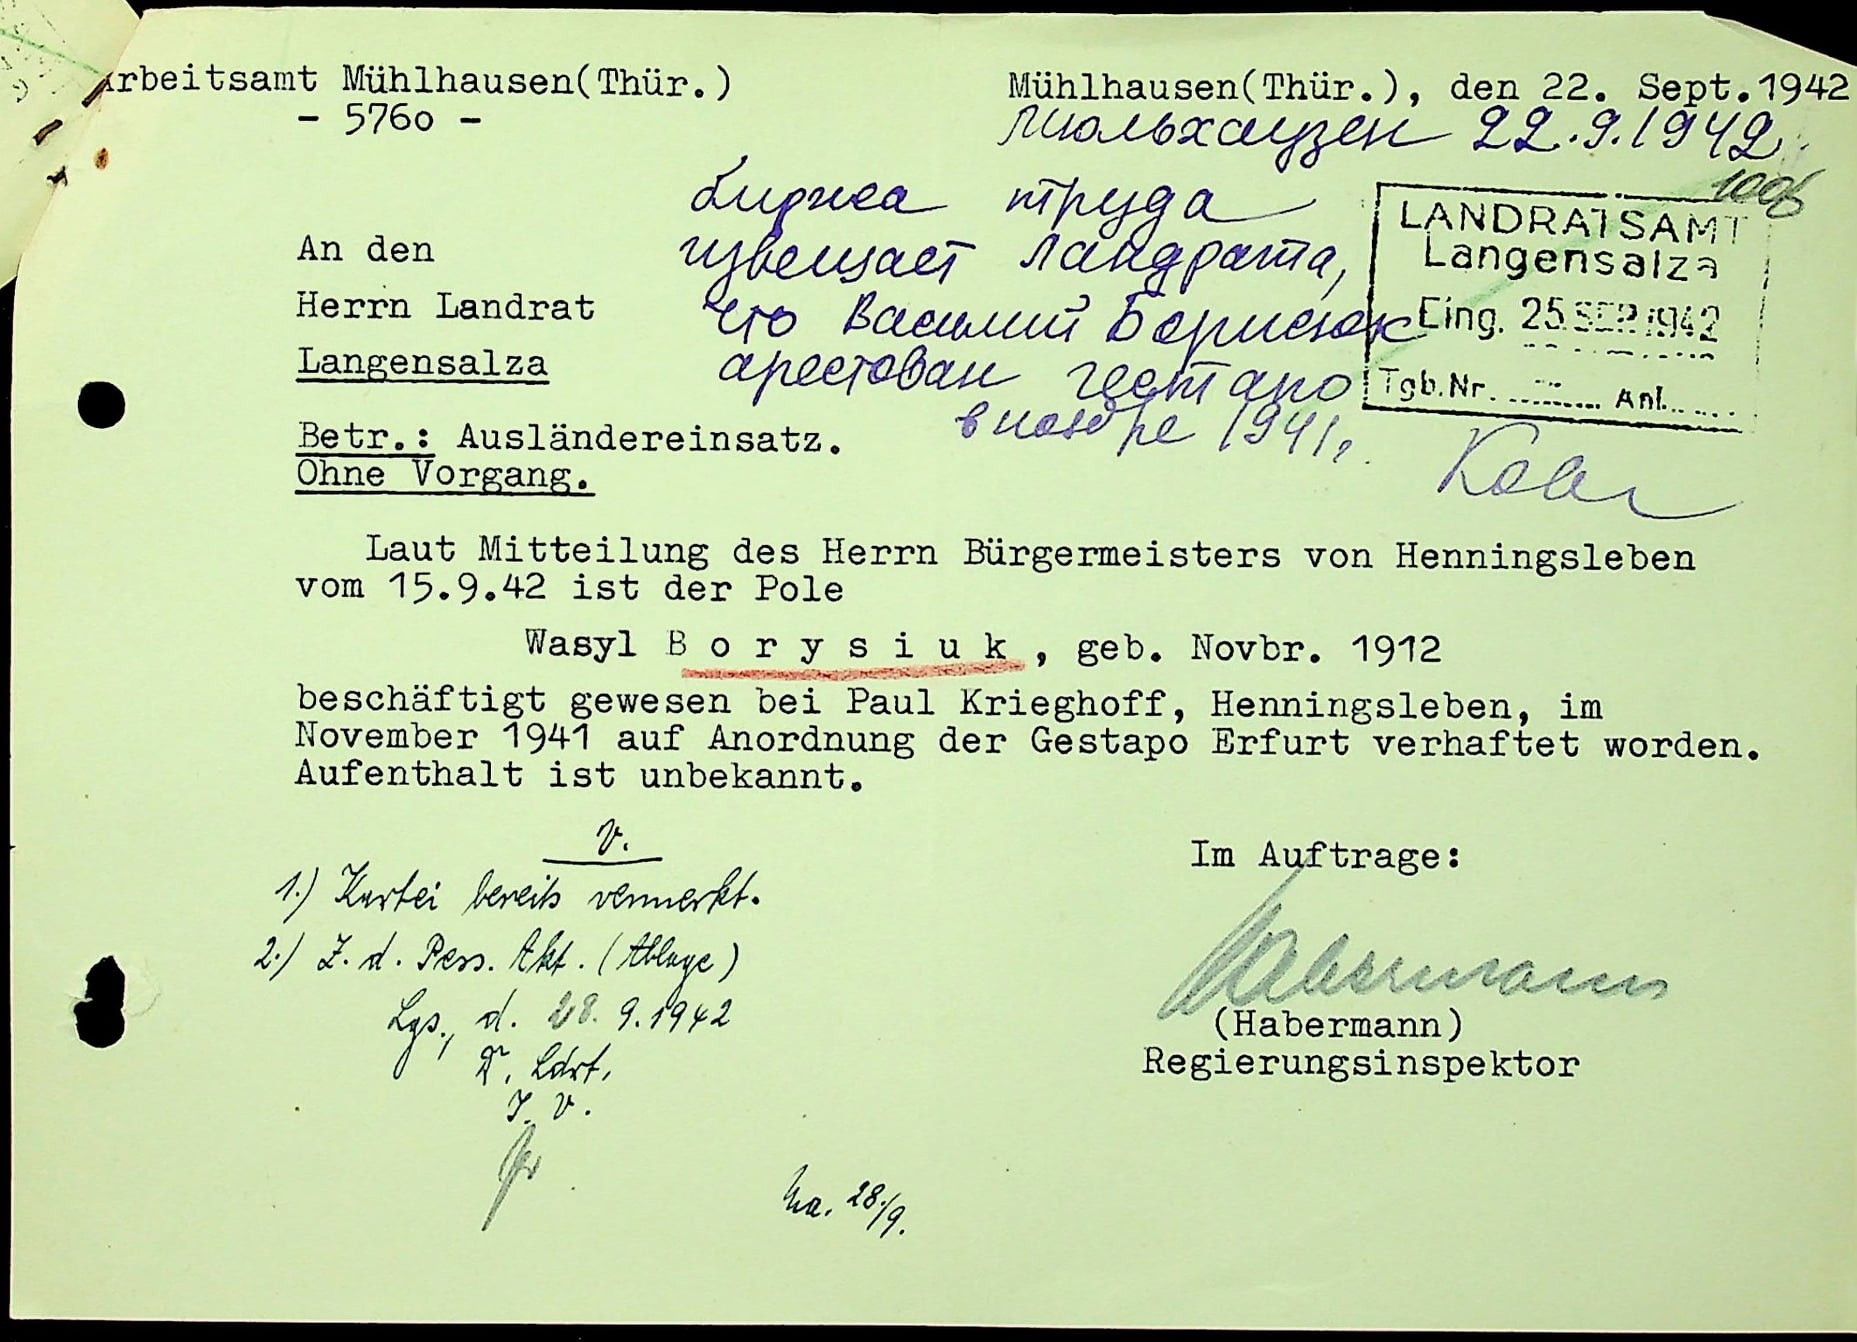 Arbeitsamt Mühlhausen(Thür.)
- 576o -
Mühlhausen(Thür.), den 22. Sept.1942
Мюльхаузен 22.9.1942
Биржа труда
извещает Ландрата,
что Василий Борисюк
арестован гестапо
в ноябре 1941г.
LANDRATSAMT
Langensalza
Eing. 25 SEP. 1942
Tgb.Nr. Anl.
An den
Herrn Landrat
Langensalza
Betr.: Ausländereinsatz.
Ohne Vorgang.
Laut Mitteilung des Herrn Bürgermeisters von Henningsleben
vom 15.9.42 ist der Pole
Wasyl B o r y s i u k , geb. Novbr. 1912
beschäftigt gewesen bei Paul Krieghoff, Henningsleben, im
November 1941 auf Anordnung der Gestapo Erfurt verhaftet worden.
Aufenthalt ist unbekannt.
V.
1.) Kartei bereits vermerkt.
2.) Z. d. Pers. Akt. (Ablage)
Lgs., d. 28. 9.1942
D. Ldrt.
I. V.
28./9.
Im Auftrage:
Habermann
(Habermann)
Regierungsinspektor